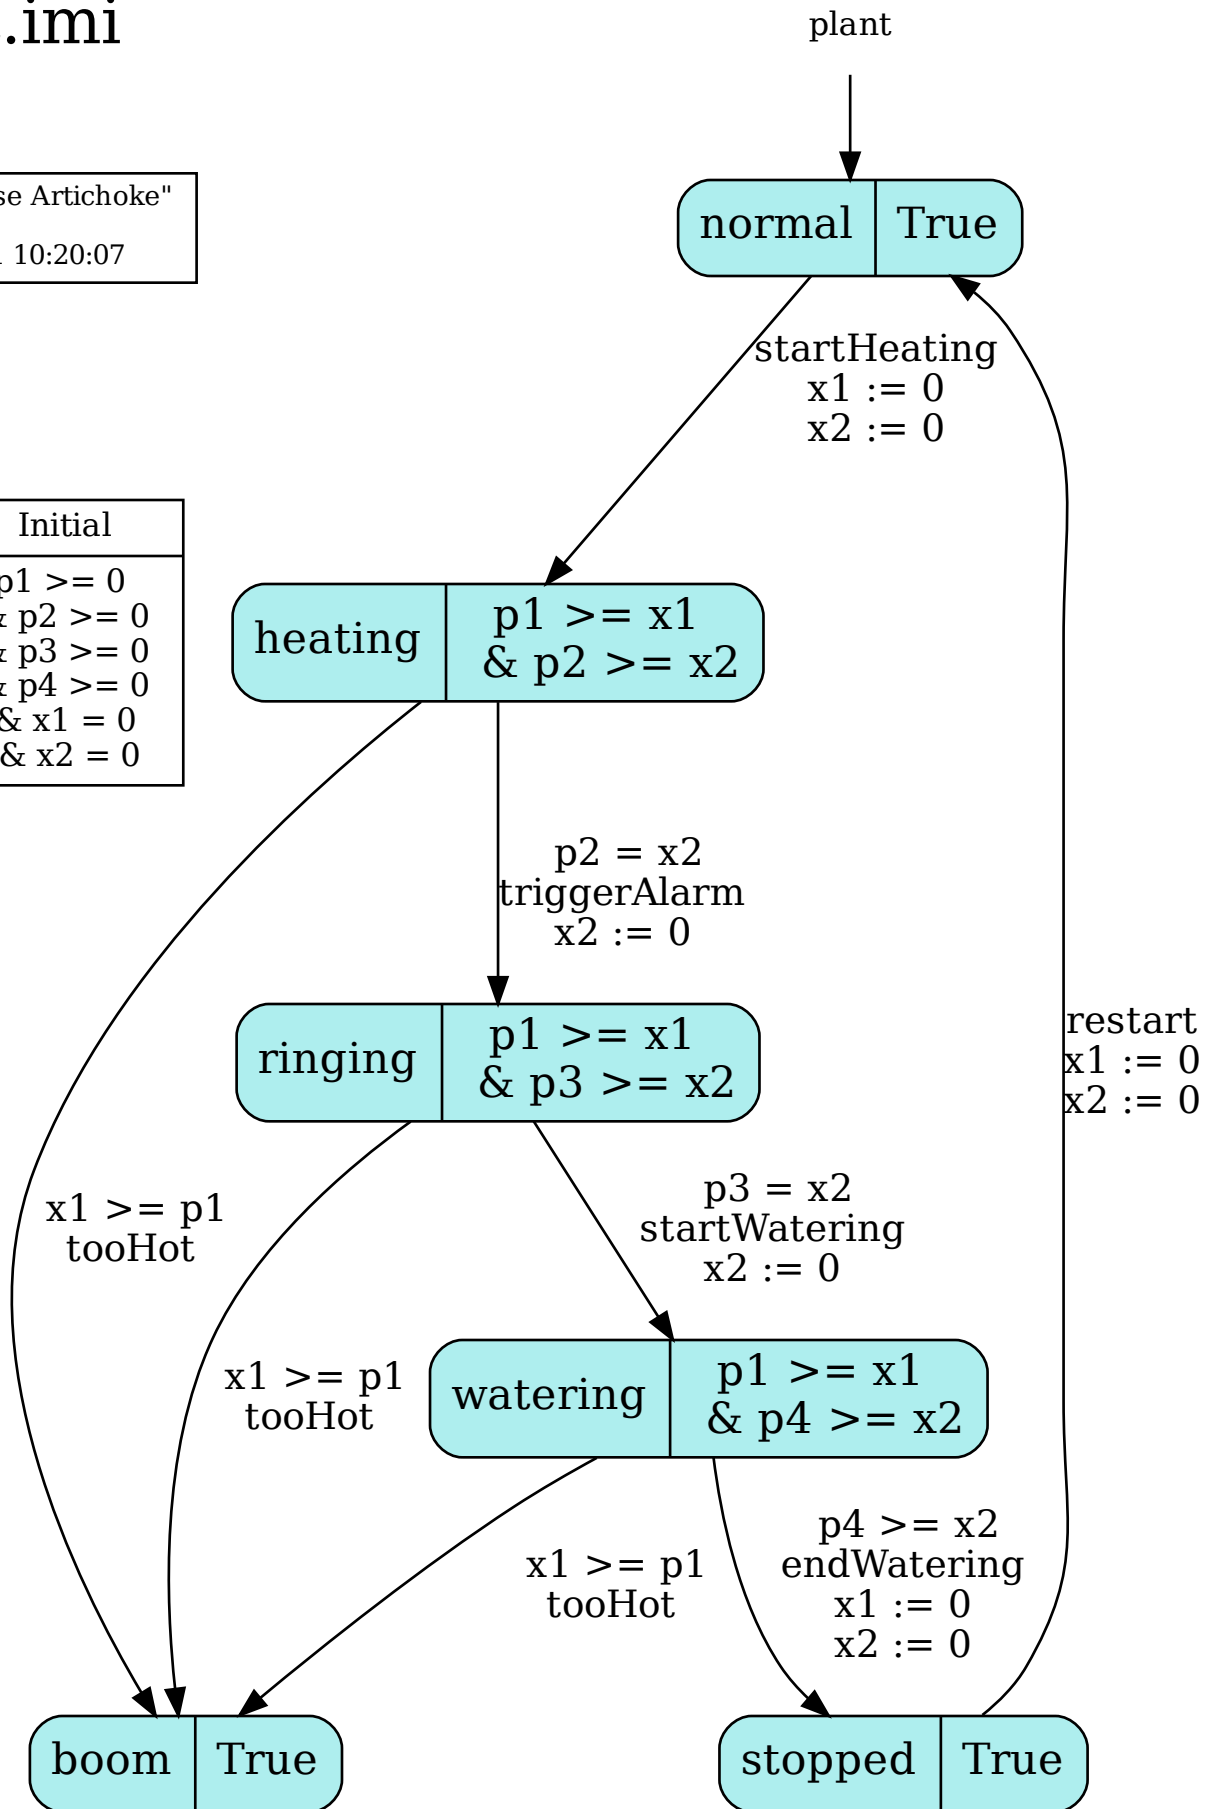 .imi
plant
se Artichoke"
10:20:07
normal
True
startHeating
x1 := 0
x2 := 0
Initial
p1 >= 0
& p2 >= 0
& p3 >= 0
& p4 >= 0
& x1 = 0
& x2 = 0
heating
p1 >= x1
& p2 >= x2
p2 = x2
triggerAlarm
x2 := 0
ringing
p1 >= x1
& p3 >= x2
restart
x1 := 0
x2 := 0
x1 >= p1
tooHot
p3 = x2
startWatering
x2 := 0
x1 >= p1
tooHot
watering
p1 >= x1
& p4 >= x2
x1 >= p1
tooHot
p4 >= x2
endWatering
x1 := 0
x2 := 0
boom
True
stopped
True